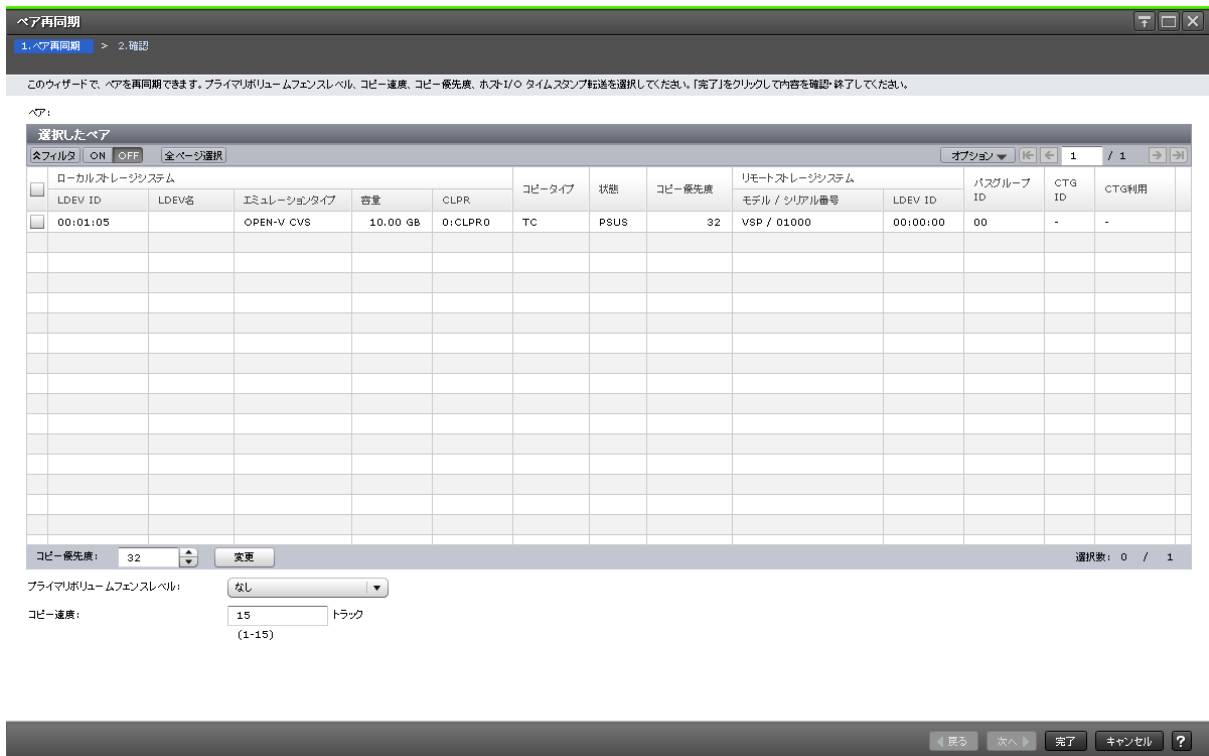 ペア再同期
1.ペア再同期 > 2.確認
このウィザードで、ペアを再同期できます。プライマリボリュームフェンスレベル、コピー速度、コピー優先度、ホストI/O タイムスタンプ転送を選択してください。「完了」をクリックして内容を確認・終了してください。
ペア:
選択したペア
フィルタ ON OFF 全ページ選択 オプション 1 / 1
ローカルストレージシステム コピータイプ 状態 コピー優先度 リモートストレージシステム パスグループ ID CTG ID CTG利用
LDEV ID LDEV名 エミュレーションタイプ 容量 CLPR モデル / シリアル番号 LDEV ID
00:01:05 OPEN-V CVS 10.00 GB 0:CLPR0 TC PSUS 32 VSP / 01000 00:00:00 00 - -
コピー優先度: 32 変更 選択数: 0 / 1
プライマリボリュームフェンスレベル: なし
コピー速度: 15 トラック
(1-15)
戻る 次へ 完了 キャンセル ?